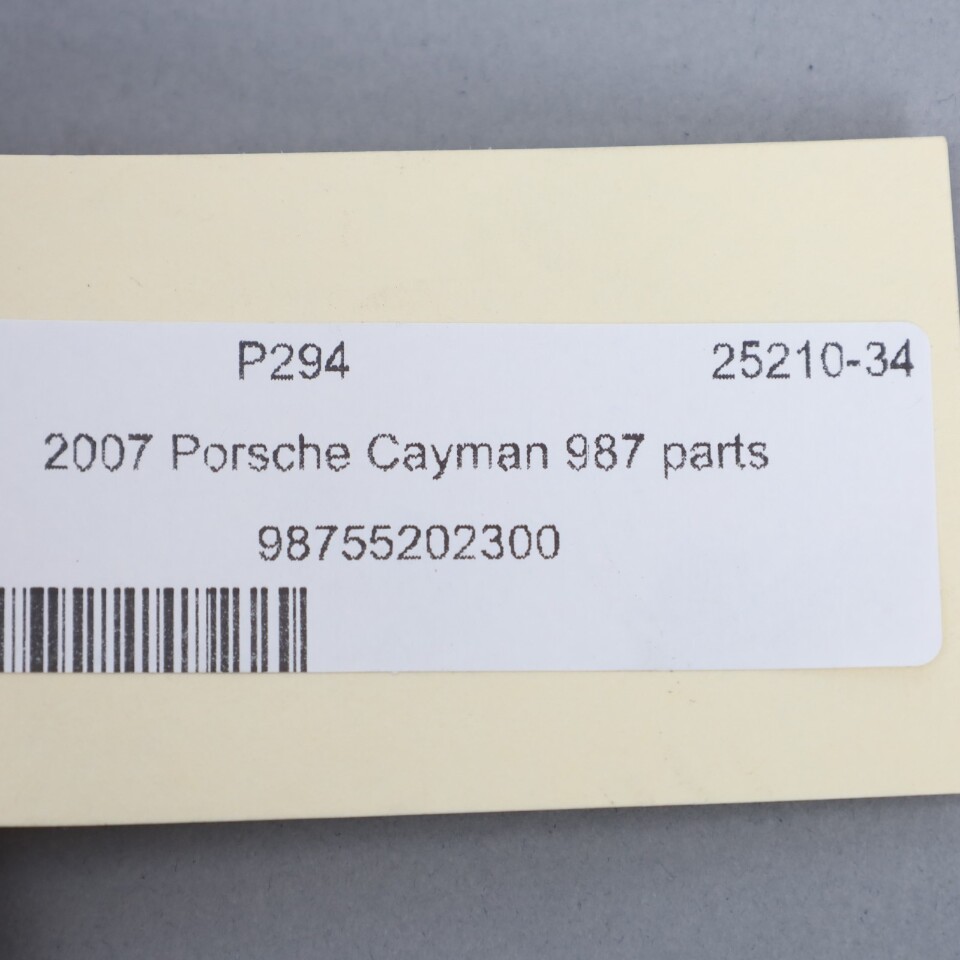 P294 25210-34
2007 Porsche Cayman 987 parts
98755202300